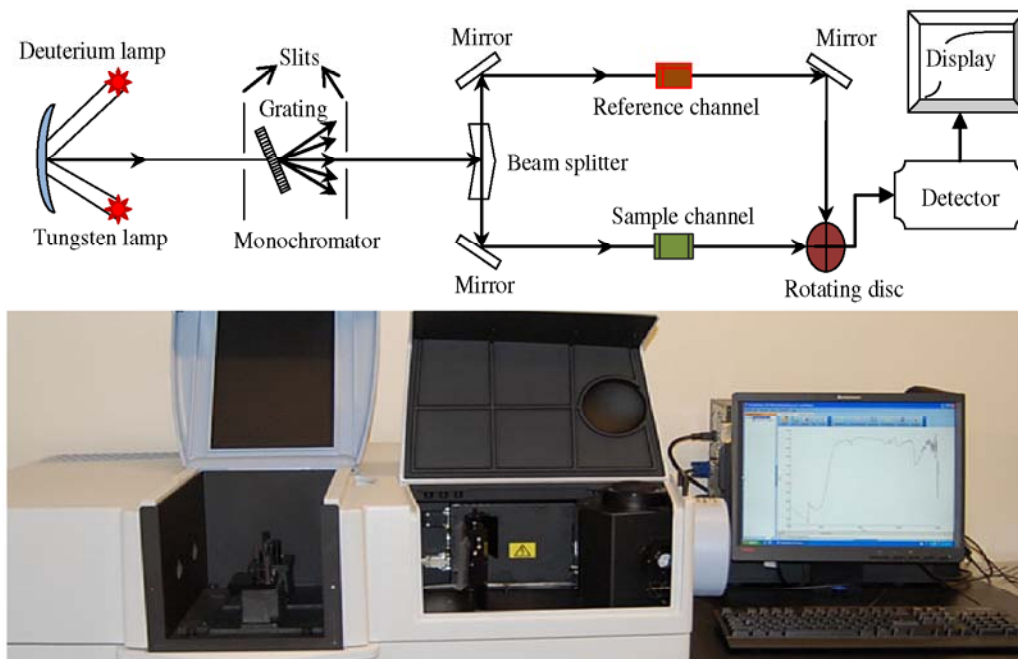 Deuterium lamp
Slits
Mirror
Mirror
Display
Grating
Reference channel
Beam splitter
Detector
Sample channel
Tungsten lamp
Monochromator
Mirror
Rotating disc
lenovo